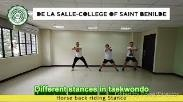 DE LA SALLE-COLLEGE OF SAINT BENILDE
Different stances in taekwondo
Horse back riding Stance